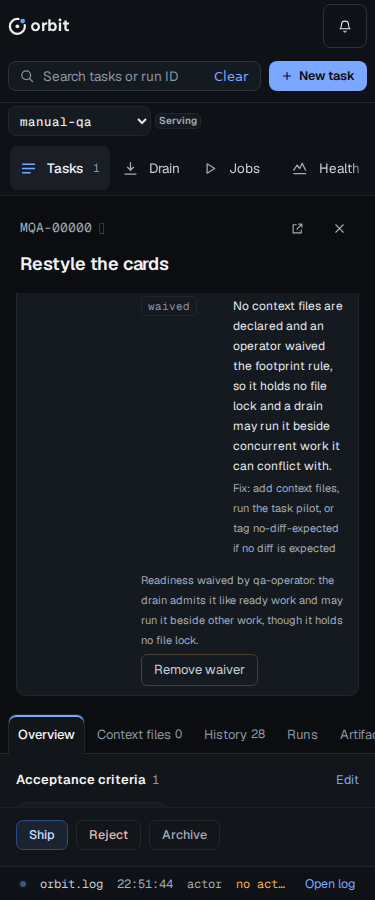 orbit
Search tasks or run ID Clear
+ New task
manual-qa Serving
Tasks 1 Drain Jobs Health
MQA-00000
Restyle the cards
waived
No context files are
declared and an
operator waived
the footprint rule,
so it holds no file
lock and a drain
may run it beside
concurrent work it
can conflict with.
Fix: add context files,
run the task pilot, or
tag no-diff-expected
if no diff is expected
Readiness waived by qa-operator: the
drain admits it like ready work and may
run it beside other work, though it holds
no file lock.
Remove waiver
Overview Context files 0 History 28 Runs Artifac
Acceptance criteria 1 Edit
Ship Reject Archive
orbit.log 22:51:44 actor no act… Open log